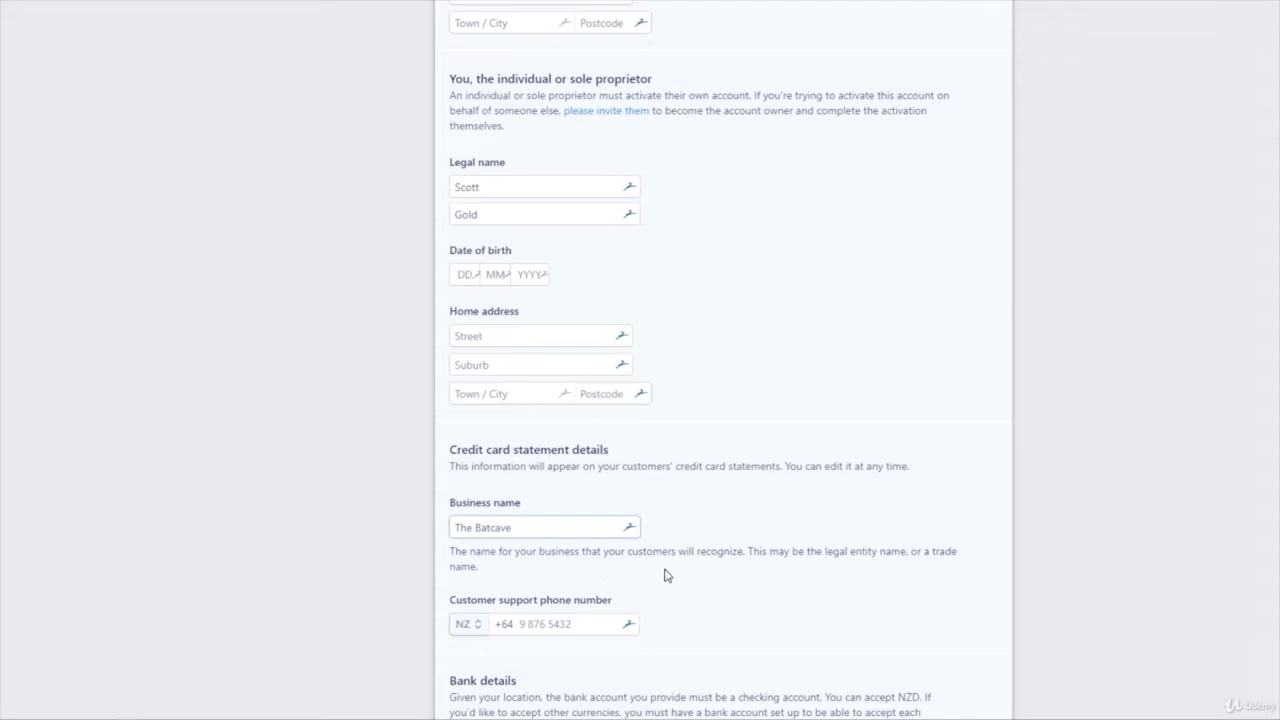 Town / City Postcode
You, the individual or sole proprietor
An individual or sole proprietor must activate their own account. If you're trying to activate this account on
behalf of someone else, please invite them to become the account owner and complete the activation
themselves.
Legal name
Scott
Gold
Date of birth
DD MM YYYY
Home address
Street
Suburb
Town / City Postcode
Credit card statement details
This information will appear on your customers' credit card statements. You can edit it at any time.
Business name
The Batcave
The name for your business that your customers will recognize. This may be the legal entity name, or a trade
name.
Customer support phone number
NZ +64 9 876 5432
Bank details
Given your location, the bank account you provide must be a checking account. You can accept NZD. If
you'd like to accept other currencies, you must have a bank account set up to be able to accept each
Udemy